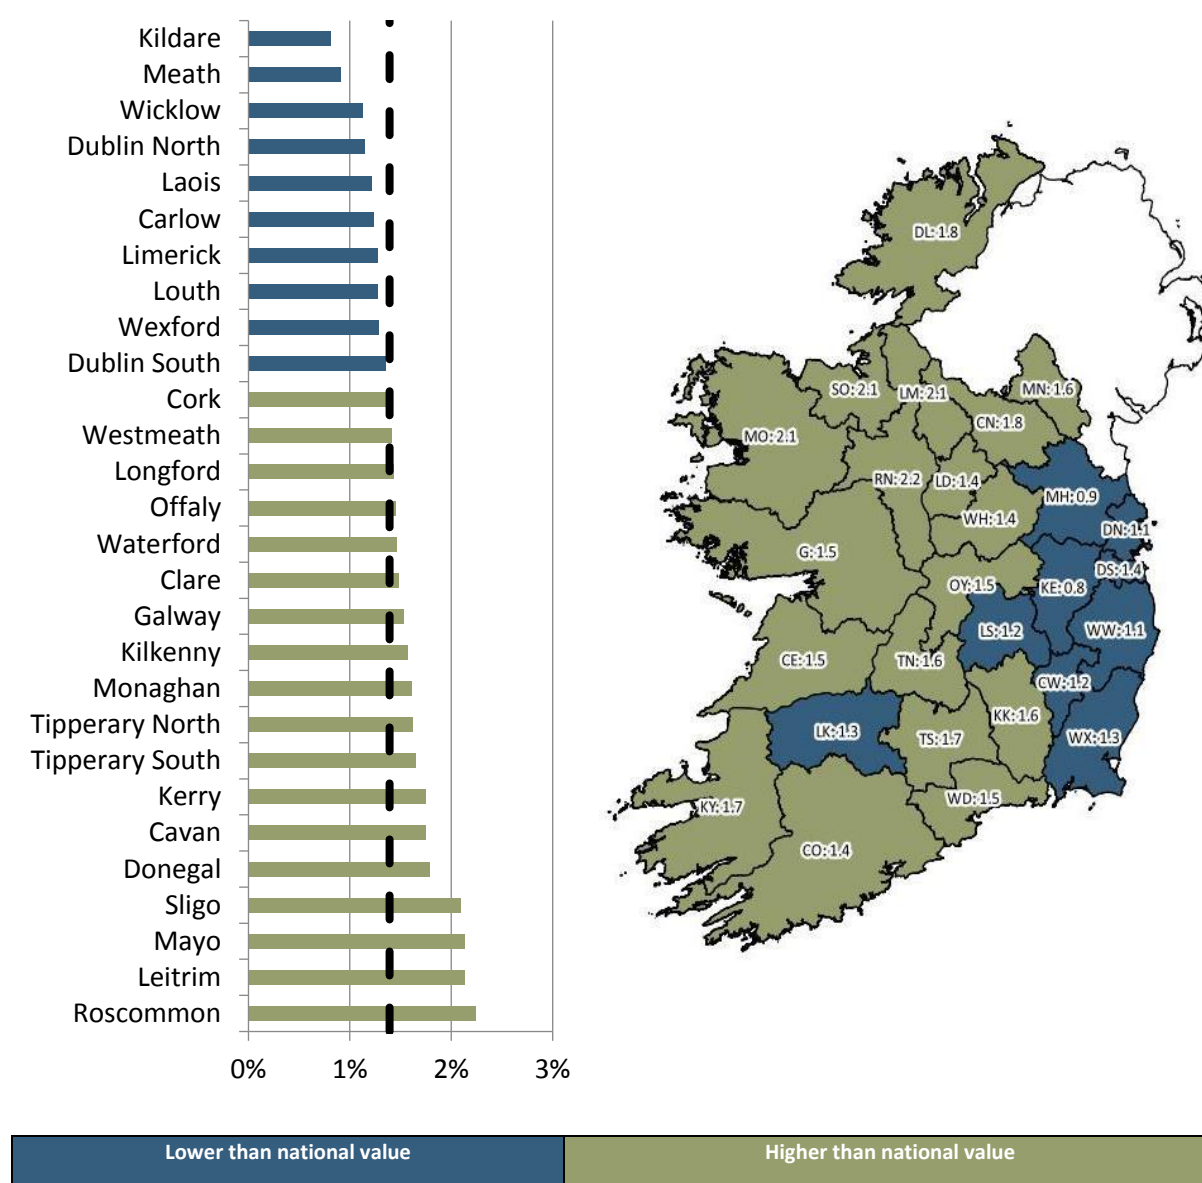 Kildare
Meath
Wicklow
Dublin North
Laois
Carlow
Limerick
Louth
Wexford
Dublin South
Cork
Westmeath
Longford
Offaly
Waterford
Clare
Galway
Kilkenny
Monaghan
Tipperary North
Tipperary South
Kerry
Cavan
Donegal
Sligo
Mayo
Leitrim
Roscommon
0% 1% 2% 3%
DL: 1.8
SO: 2.1
LM: 2.1
MN: 1.6
CN: 1.8
MO: 2.1
RN: 2.2
LD: 1.4
MH: 0.9
WH: 1.4
DN: 1.1
G: 1.5
DS: 1.4
OY: 1.5
KE: 0.8
LS: 1.2
WW: 1.1
CE: 1.5
TN: 1.6
CW: 1.2
KK: 1.6
LK: 1.3
TS: 1.7
WX: 1.3
WD: 1.5
KY: 1.7
CO: 1.4
Lower than national value
Higher than national value